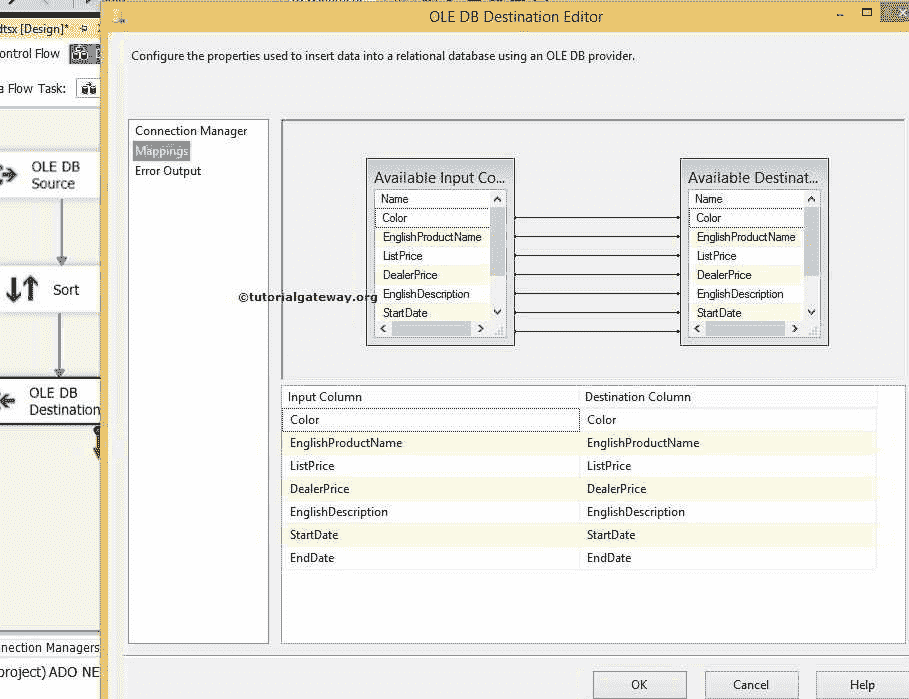 OLE DB Destination Editor
dtsx [Design]*
ontrol Flow
Configure the properties used to insert data into a relational database using an OLE DB provider.
a Flow Task:
Connection Manager
Mappings
Error Output
OLE DB
Source
Sort
OLE DB
Destination
Available Input Co...
Name
Color
EnglishProductName
ListPrice
DealerPrice
EnglishDescription
StartDate
Available Destinat...
Name
Color
EnglishProductName
ListPrice
DealerPrice
EnglishDescription
StartDate
©tutorialgateway.org
Input Column Destination Column
Color Color
EnglishProductName EnglishProductName
ListPrice ListPrice
DealerPrice DealerPrice
EnglishDescription EnglishDescription
StartDate StartDate
EndDate EndDate
nnection Managers
project) ADO NE
OK Cancel Help